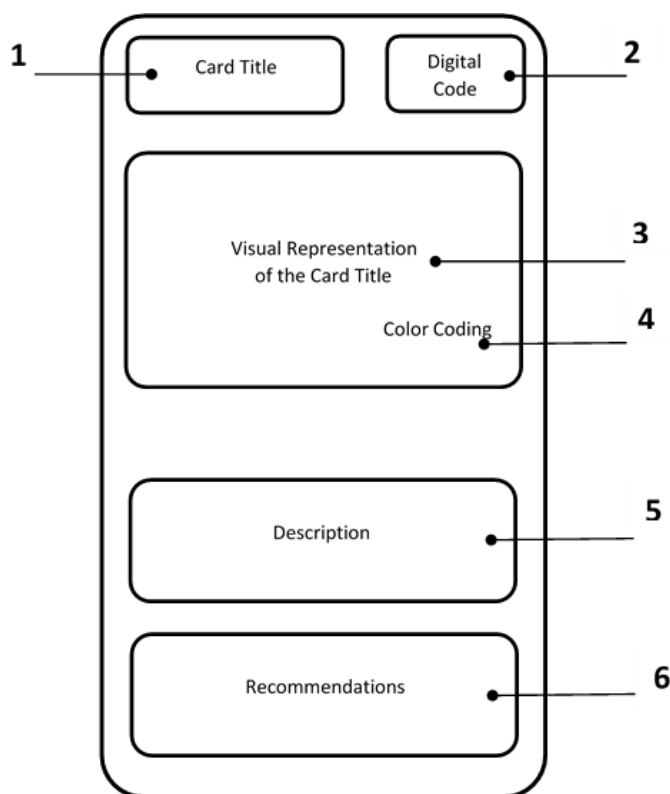 1
Card Title
Digital
Code
2
Visual Representation
of the Card Title
3
Color Coding
4
Description
5
Recommendations
6